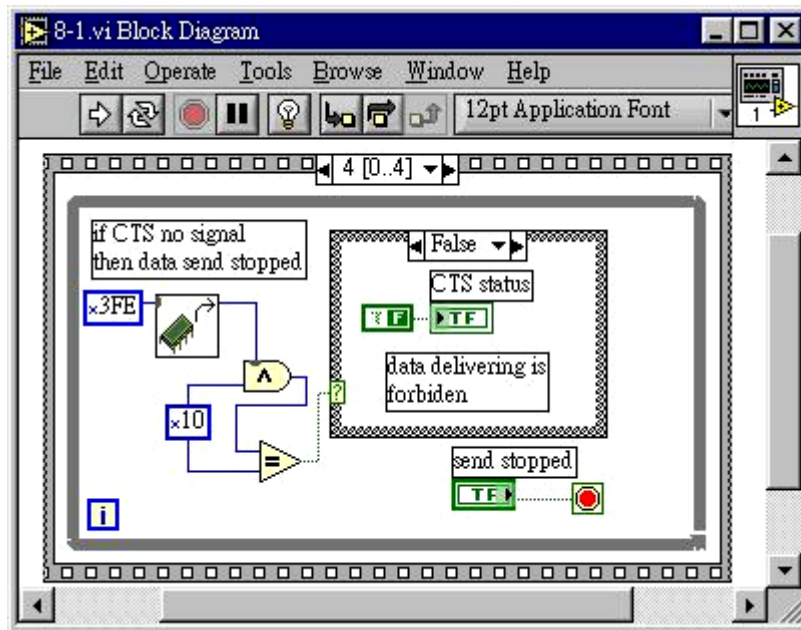 8-1.vi Block Diagram
File Edit Operate Tools Browse Window Help
12pt Application Font
1
4 [0..4]
if CTS no signal
then data send stopped
False
CTS status
x3FE
F
TF
data delivering is
forbiden
?
x10
send stopped
TF
i